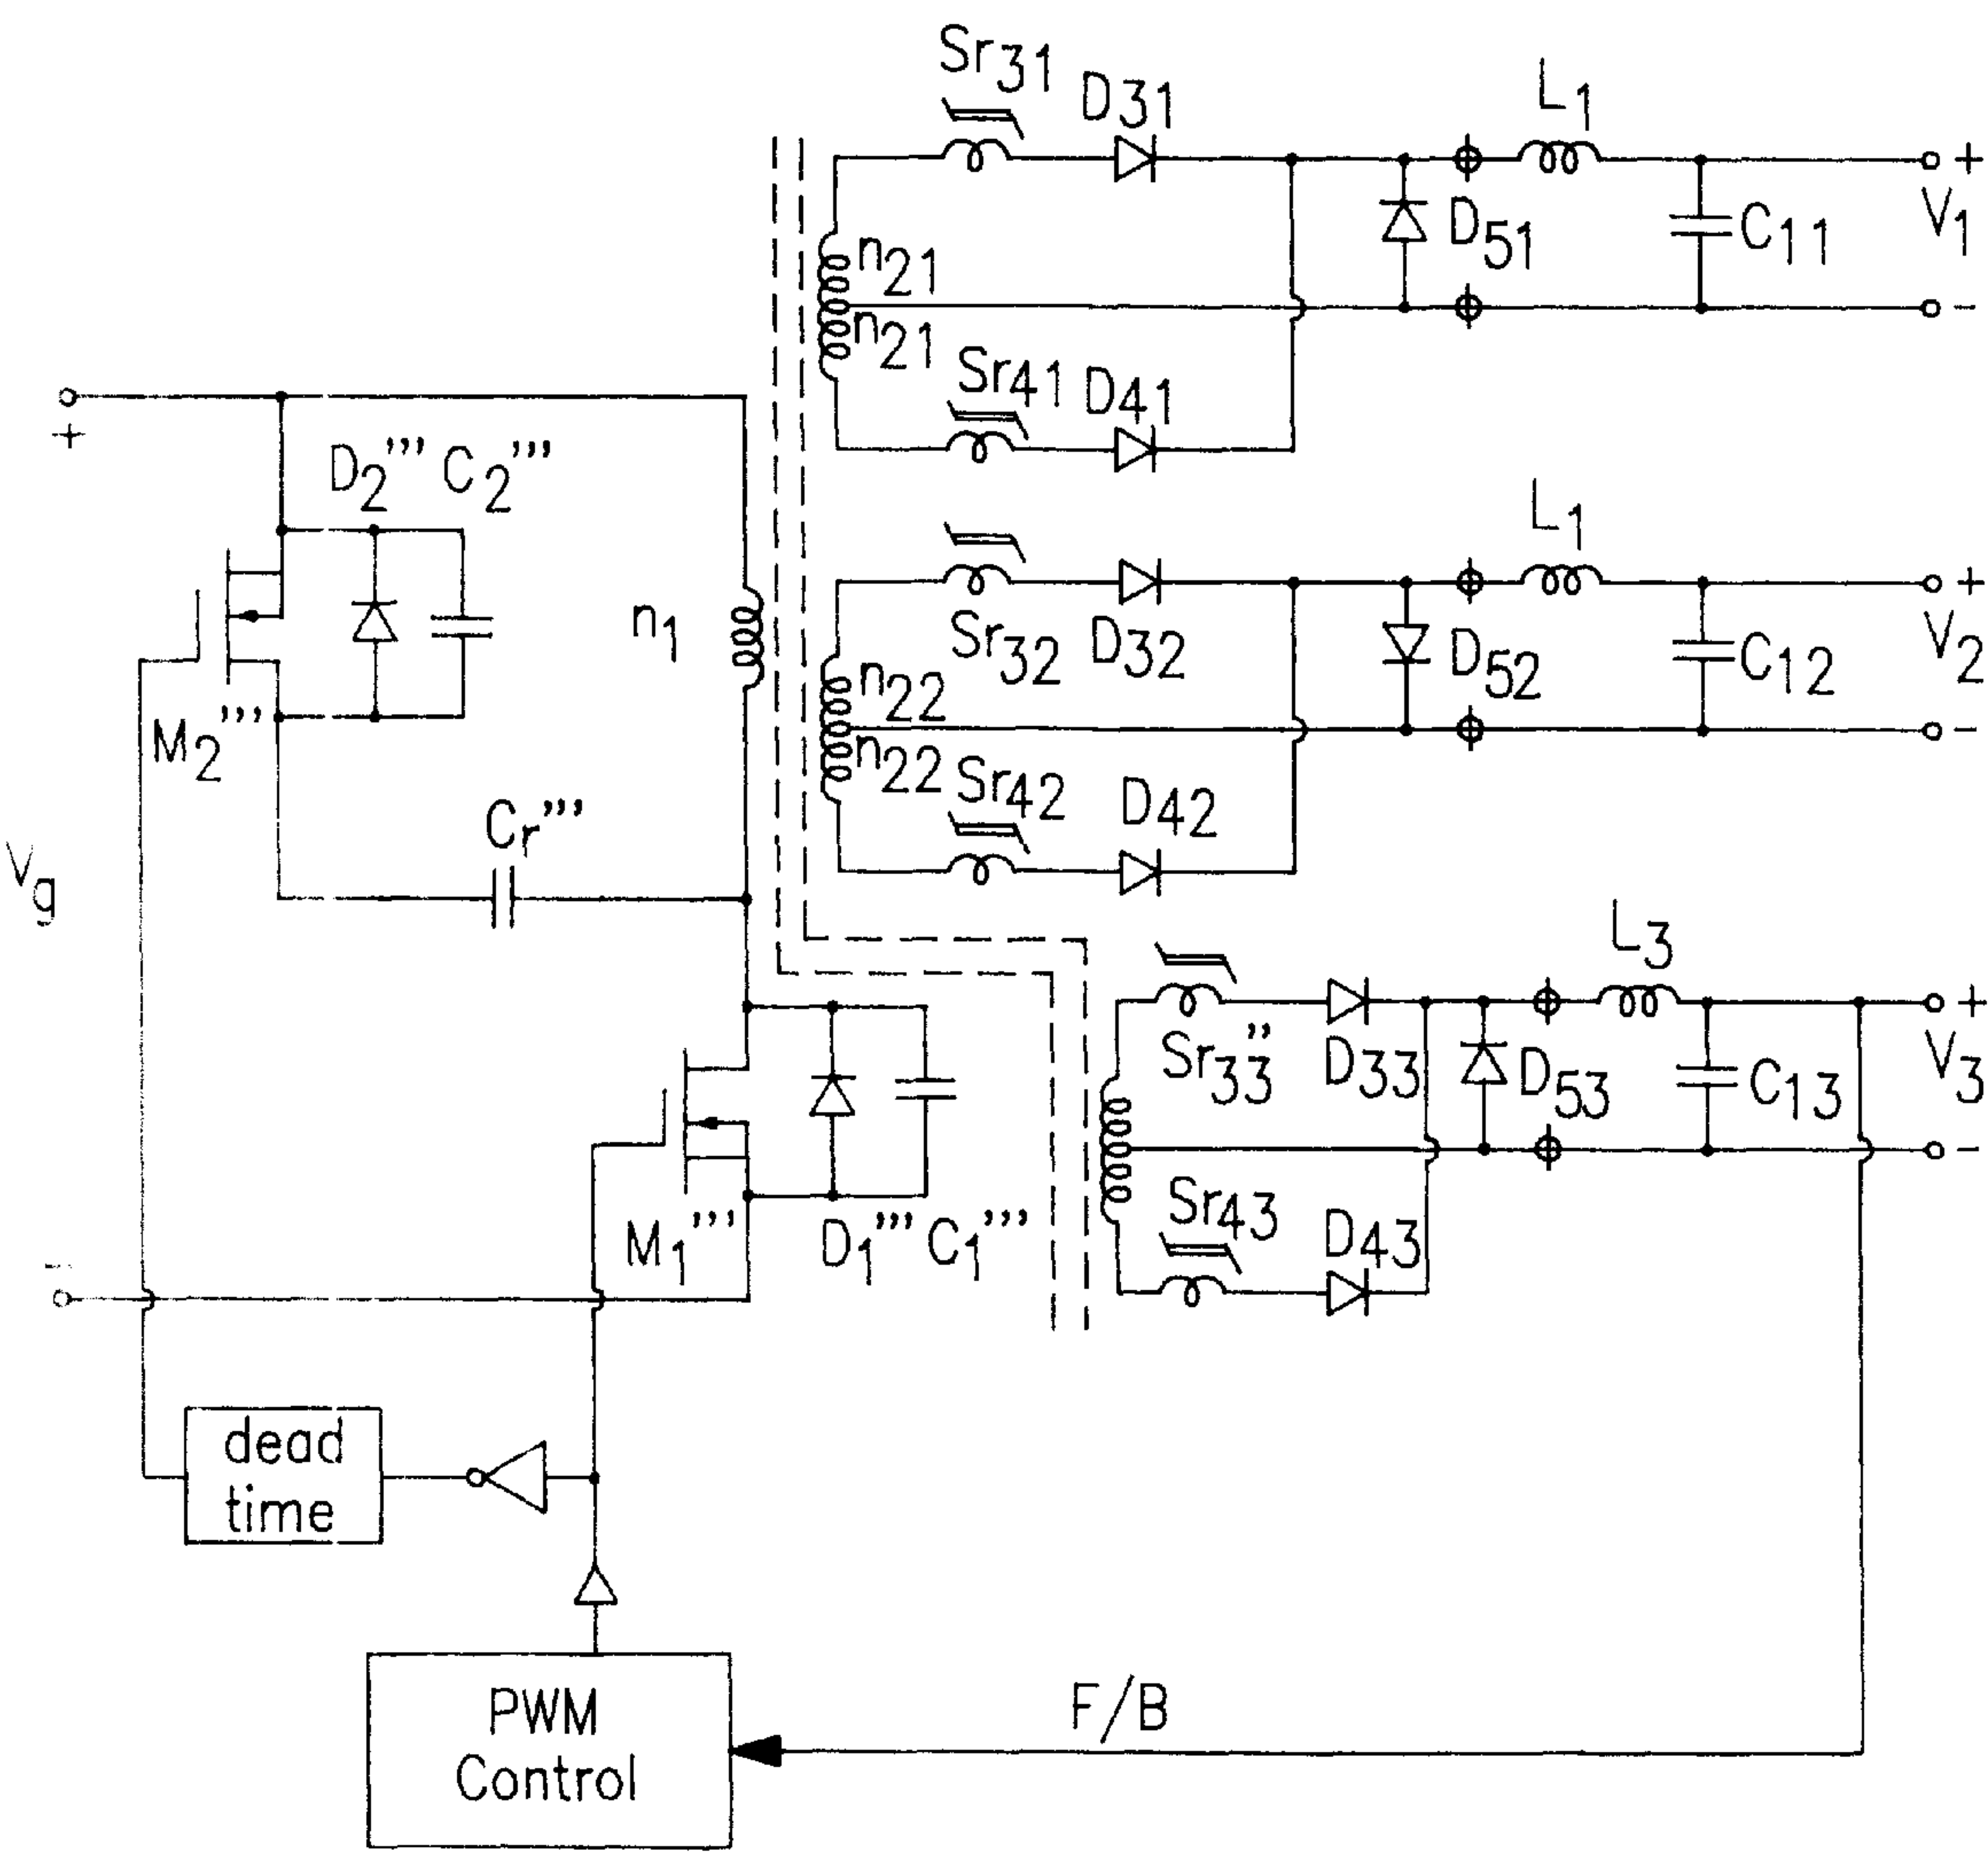 Sr31 D31 L1
+
n21 D51 C11 V1
n21
-
Sr41 D41
+
D2''' C2'''
L1
+
n1 Sr32 D32 D52 C12 V2
n22
M2''' n22
-
Sr42 D42
Cr'''
Vg
L3
+
Sr33'' D33 D53 C13 V3
-
Sr43 D43
M1''' D1''' C1'''
-
dead
time
F/B
PWM
Control